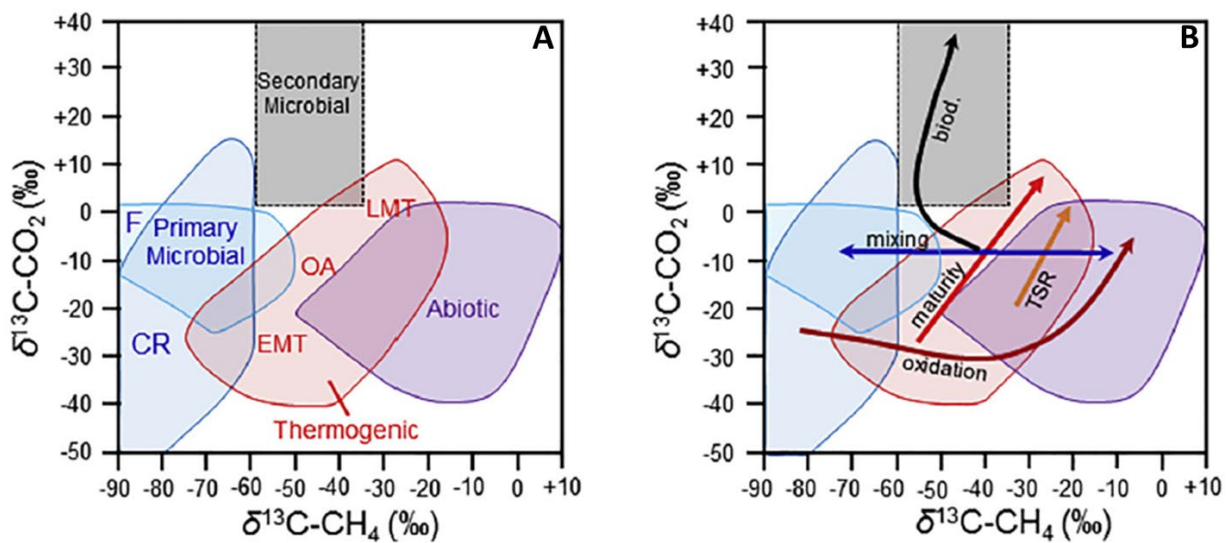 A
+40
+30
+20
+10
0
-10
-20
-30
-40
-50
δ¹³C-CO₂ (‰)
Secondary
Microbial
LMT
F
Primary
Microbial
OA
Abiotic
CR
EMT
Thermogenic
-90 -80 -70 -60 -50 -40 -30 -20 -10 0 +10
δ¹³C-CH₄ (‰)
B
+40
+30
+20
+10
0
-10
-20
-30
-40
-50
δ¹³C-CO₂ (‰)
biod.
mixing
maturity
TSR
oxidation
-90 -80 -70 -60 -50 -40 -30 -20 -10 0 +10
δ¹³C-CH₄ (‰)